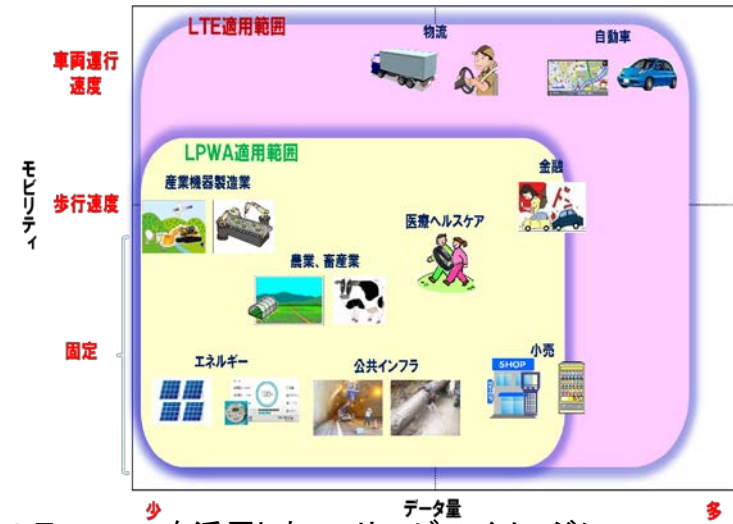 LTE適用範囲
物流
自動車
車両運行
速度
LPWA適用範囲
金融
産業機器製造業
モビリティ
歩行速度
医療ヘルスケア
農業、畜産業
固定
エネルギー
公共インフラ
小売
SHOP
少
データ量
多